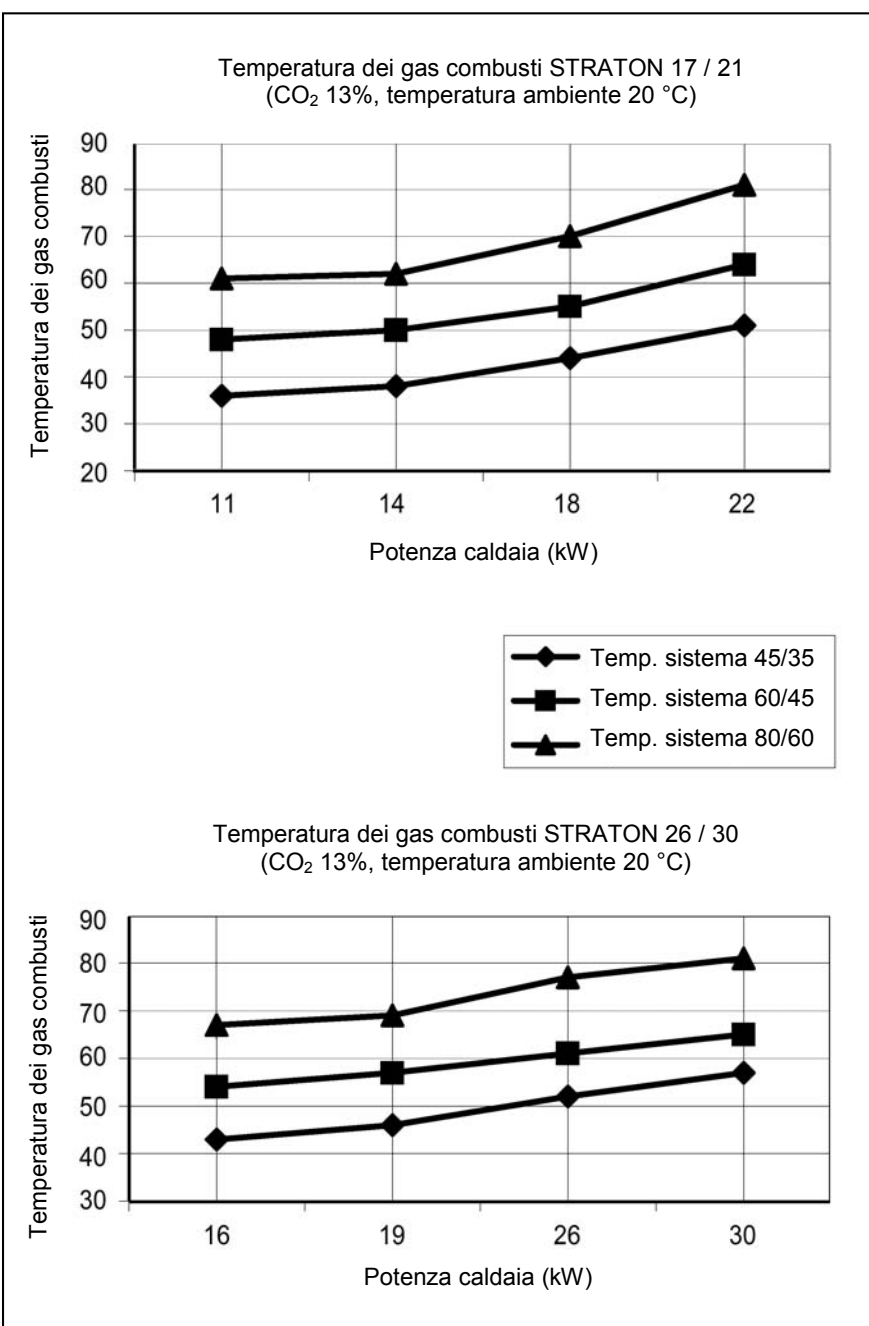 Temperatura dei gas combusti STRATON 17 / 21
(CO₂ 13%, temperatura ambiente 20 °C)
Temperatura dei gas combusti
90
80
70
60
50
40
30
20
11 14 18 22
Potenza caldaia (kW)
Temp. sistema 45/35
Temp. sistema 60/45
Temp. sistema 80/60
Temperatura dei gas combusti STRATON 26 / 30
(CO₂ 13%, temperatura ambiente 20 °C)
Temperatura dei gas combusti
90
80
70
60
50
40
30
16 19 26 30
Potenza caldaia (kW)